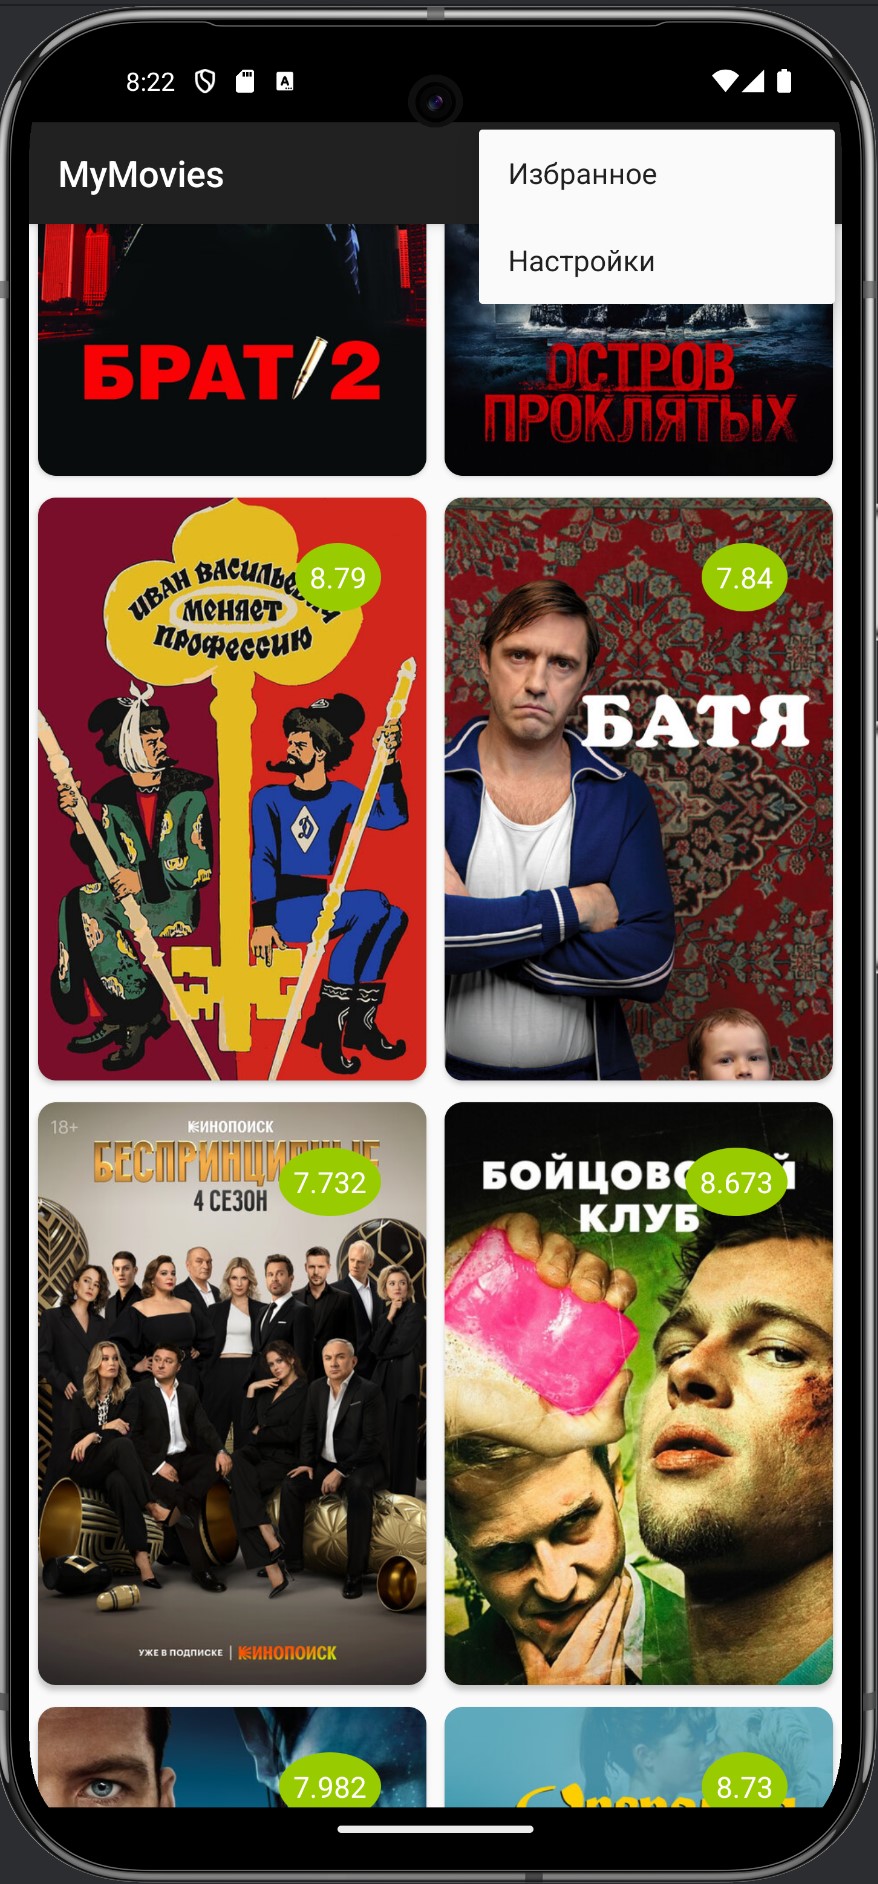 8:22
MyMovies
Избранное
Настройки
БРАТ 2
ОСТРОВ
ПРОКЛЯТЫХ
8.79
ИВАН
МЕНЯЕТ
ПРОФЕССИЮ
Д
7.84
БАТЯ
18+
КИНОПОИСК
7.732
4 СЕЗОН
УЖЕ В ПОДПИСКЕ | КИНОПОИСК
8.673
КЛУБ
7.982
8.73